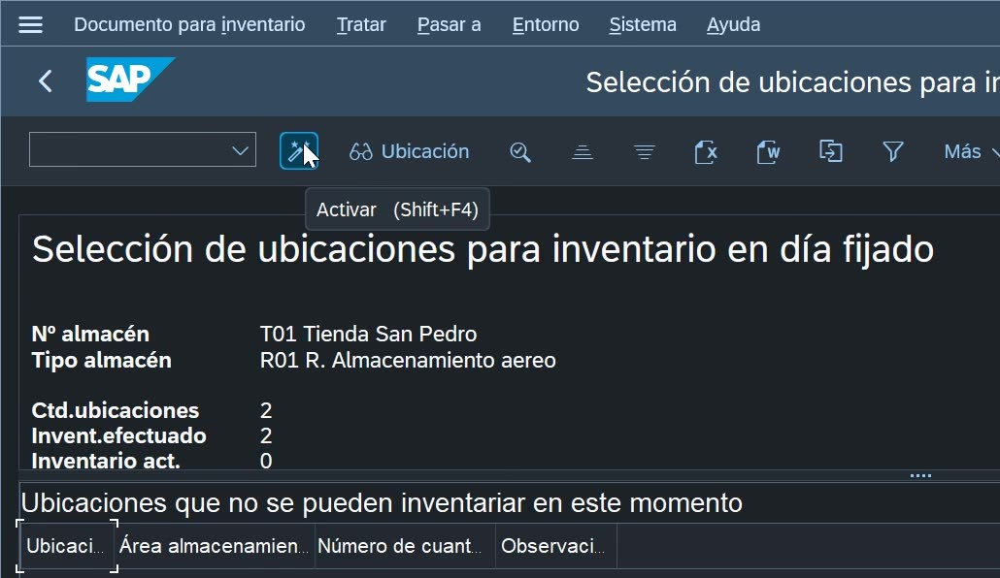 Documento para inventario Tratar Pasar a Entorno Sistema Ayuda
SAP Selección de ubicaciones para in
Ubicación Más
Activar (Shift+F4)
Selección de ubicaciones para inventario en día fijado
Nº almacén T01 Tienda San Pedro
Tipo almacén R01 R. Almacenamiento aereo
Ctd.ubicaciones 2
Invent.efectuado 2
Inventario act. 0
Ubicaciones que no se pueden inventariar en este momento
Ubicaci... Área almacenamien... Número de cuant... Observaci...